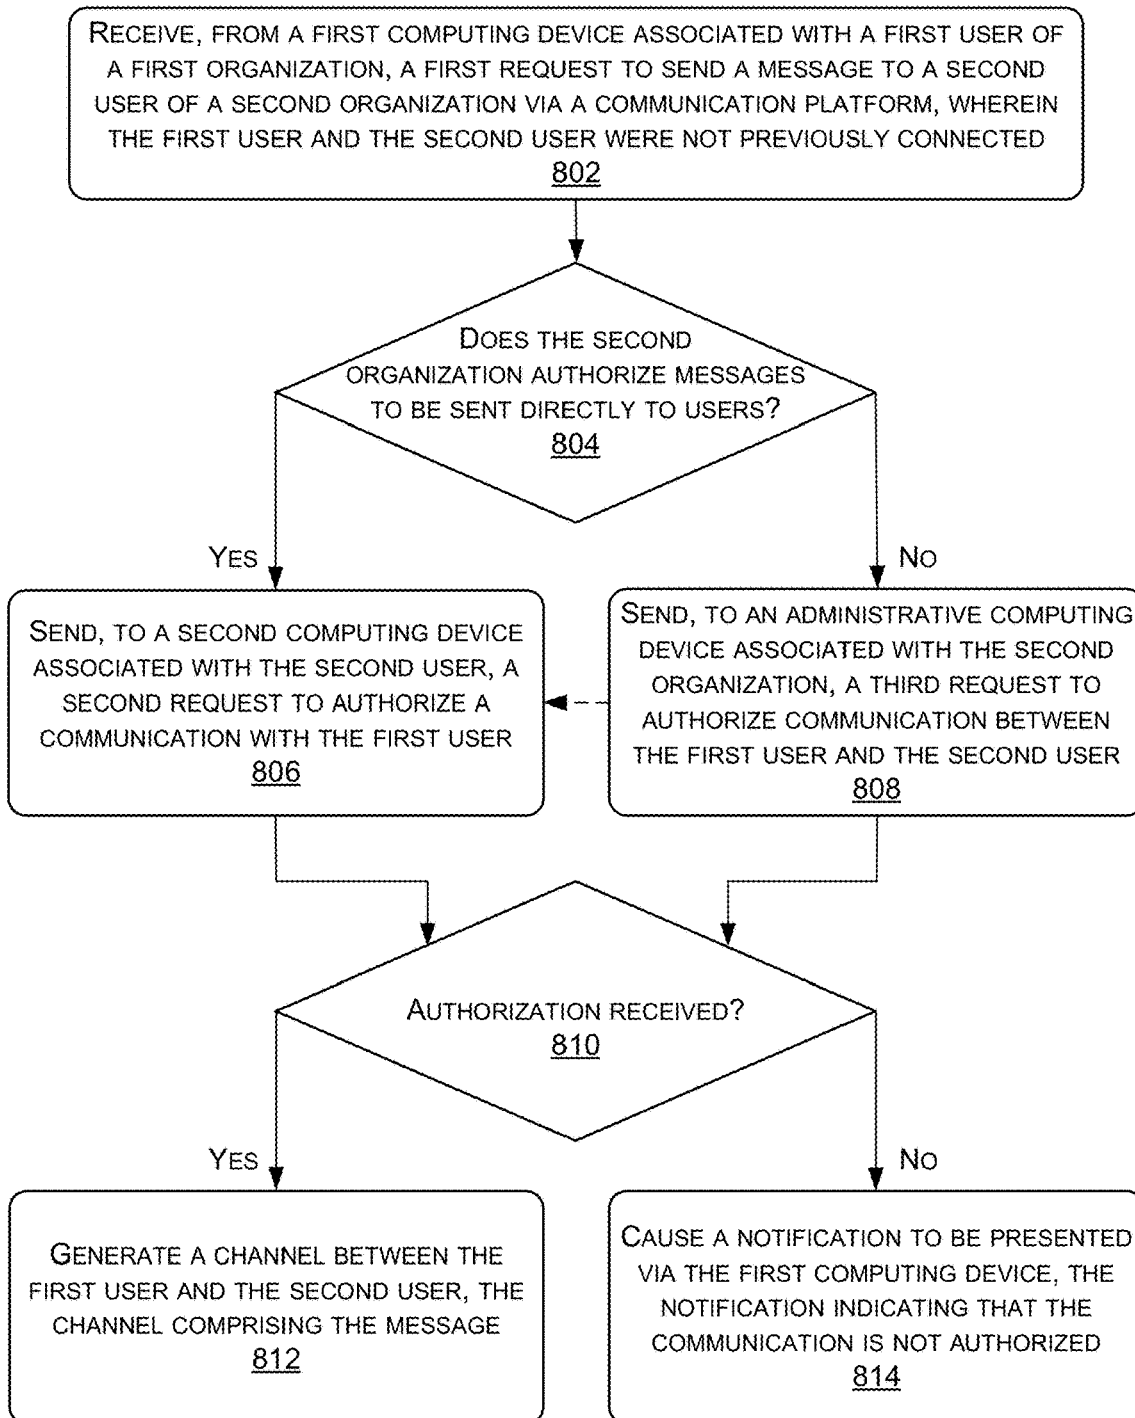 RECEIVE, FROM A FIRST COMPUTING DEVICE ASSOCIATED WITH A FIRST USER OF
A FIRST ORGANIZATION, A FIRST REQUEST TO SEND A MESSAGE TO A SECOND
USER OF A SECOND ORGANIZATION VIA A COMMUNICATION PLATFORM, WHEREIN
THE FIRST USER AND THE SECOND USER WERE NOT PREVIOUSLY CONNECTED
802
DOES THE SECOND
ORGANIZATION AUTHORIZE MESSAGES
TO BE SENT DIRECTLY TO USERS?
804
YES
NO
SEND, TO A SECOND COMPUTING DEVICE
ASSOCIATED WITH THE SECOND USER, A
SECOND REQUEST TO AUTHORIZE A
COMMUNICATION WITH THE FIRST USER
806
SEND, TO AN ADMINISTRATIVE COMPUTING
DEVICE ASSOCIATED WITH THE SECOND
ORGANIZATION, A THIRD REQUEST TO
AUTHORIZE COMMUNICATION BETWEEN
THE FIRST USER AND THE SECOND USER
808
AUTHORIZATION RECEIVED?
810
YES
NO
GENERATE A CHANNEL BETWEEN THE
FIRST USER AND THE SECOND USER, THE
CHANNEL COMPRISING THE MESSAGE
812
CAUSE A NOTIFICATION TO BE PRESENTED
VIA THE FIRST COMPUTING DEVICE, THE
NOTIFICATION INDICATING THAT THE
COMMUNICATION IS NOT AUTHORIZED
814